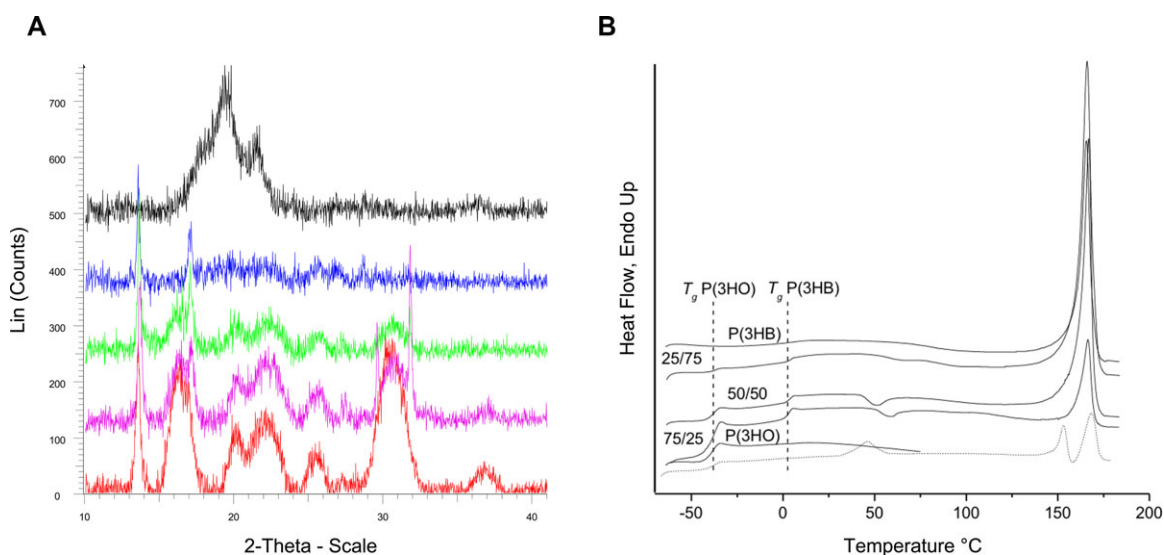 A
Lin (Counts)
700
600
500
400
300
200
100
0
10 20 30 40
2-Theta - Scale
B
Heat Flow, Endo Up
Tg P(3HO) Tg P(3HB)
P(3HB)
25/75
50/50
75/25
P(3HO)
-50 0 50 100 150 200
Temperature °C